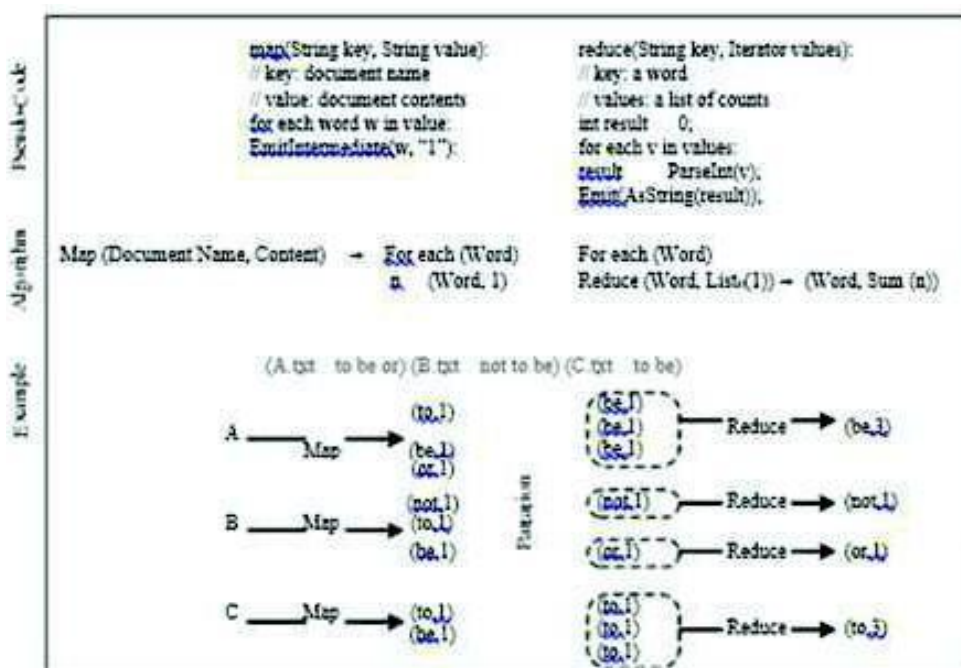 Pseudo-Code
map(String key, String value):
// key: document name
// value: document contents
for each word w in value:
EmitIntermediate(w, "1"):
reduce(String key, Iterator values):
// key: a word
// values: a list of counts
int result 0;
for each v in values:
result ParseInt(v);
Emit(AsString(result));
Algorithm
Map (Document Name, Content) → For each (Word)
n (Word, 1)
For each (Word)
Reduce (Word, List (1)) → (Word, Sum (n))
Example
(A.txt to be or) (B.txt not to be) (C.txt to be)
A Map
(to,1)
(be,1)
(or,1)
B Map
(not,1)
(to,1)
(be,1)
C Map
(to,1)
(be,1)
Partition
(be,1)
(be,1)
(be,1)
Reduce (be,3)
(not,1) Reduce (not,1)
(or,1) Reduce (or,1)
(to,1)
(to,1)
(to,1)
Reduce (to,3)